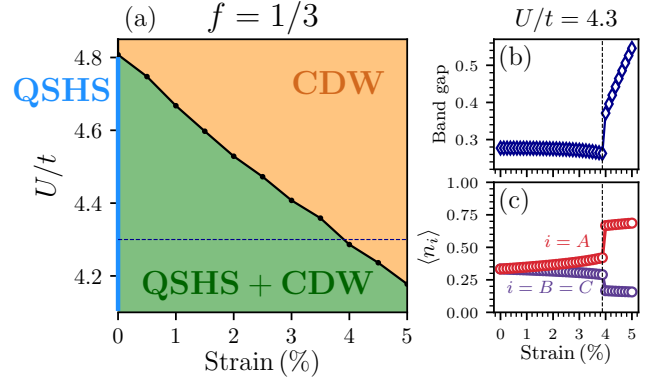 f = 1/3
U/t = 4.3
(a)
QSHS
CDW
QSHS + CDW
U/t
4.8
4.6
4.4
4.2
0
1
2
3
4
5
Strain (%)
(b)
Band gap
0.5
0.4
0.3
(c)
⟨n_i⟩
1.00
0.75
0.50
0.25
0.00
i = A
i = B = C
0
1
2
3
4
5
Strain (%)